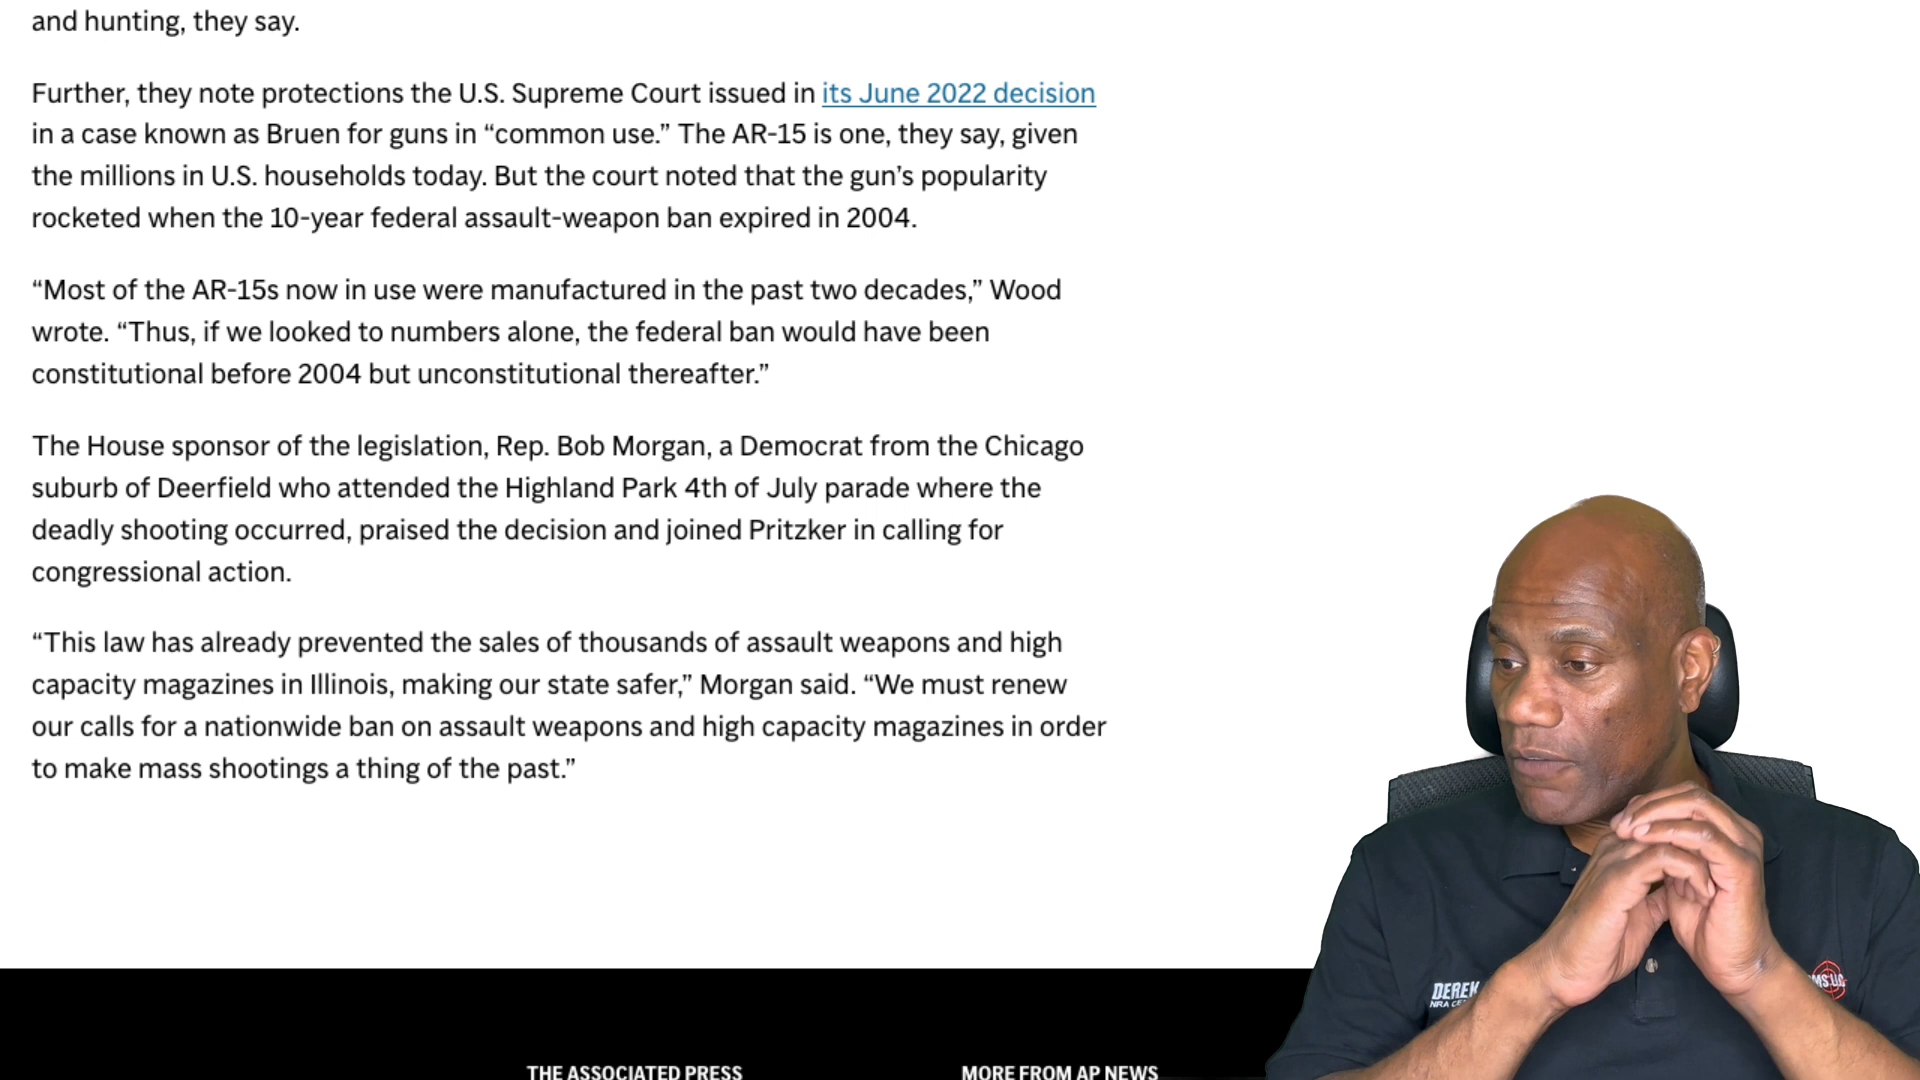 and hunting, they say.
Further, they note protections the U.S. Supreme Court issued in its June 2022 decision
in a case known as Bruen for guns in “common use.” The AR-15 is one, they say, given
the millions in U.S. households today. But the court noted that the gun’s popularity
rocketed when the 10-year federal assault-weapon ban expired in 2004.
“Most of the AR-15s now in use were manufactured in the past two decades,” Wood
wrote. “Thus, if we looked to numbers alone, the federal ban would have been
constitutional before 2004 but unconstitutional thereafter.”
The House sponsor of the legislation, Rep. Bob Morgan, a Democrat from the Chicago
suburb of Deerfield who attended the Highland Park 4th of July parade where the
deadly shooting occurred, praised the decision and joined Pritzker in calling for
congressional action.
“This law has already prevented the sales of thousands of assault weapons and high
capacity magazines in Illinois, making our state safer,” Morgan said. “We must renew
our calls for a nationwide ban on assault weapons and high capacity magazines in order
to make mass shootings a thing of the past.”
DEREK
NRA
THE ASSOCIATED PRESS
MORE FROM AP NEWS